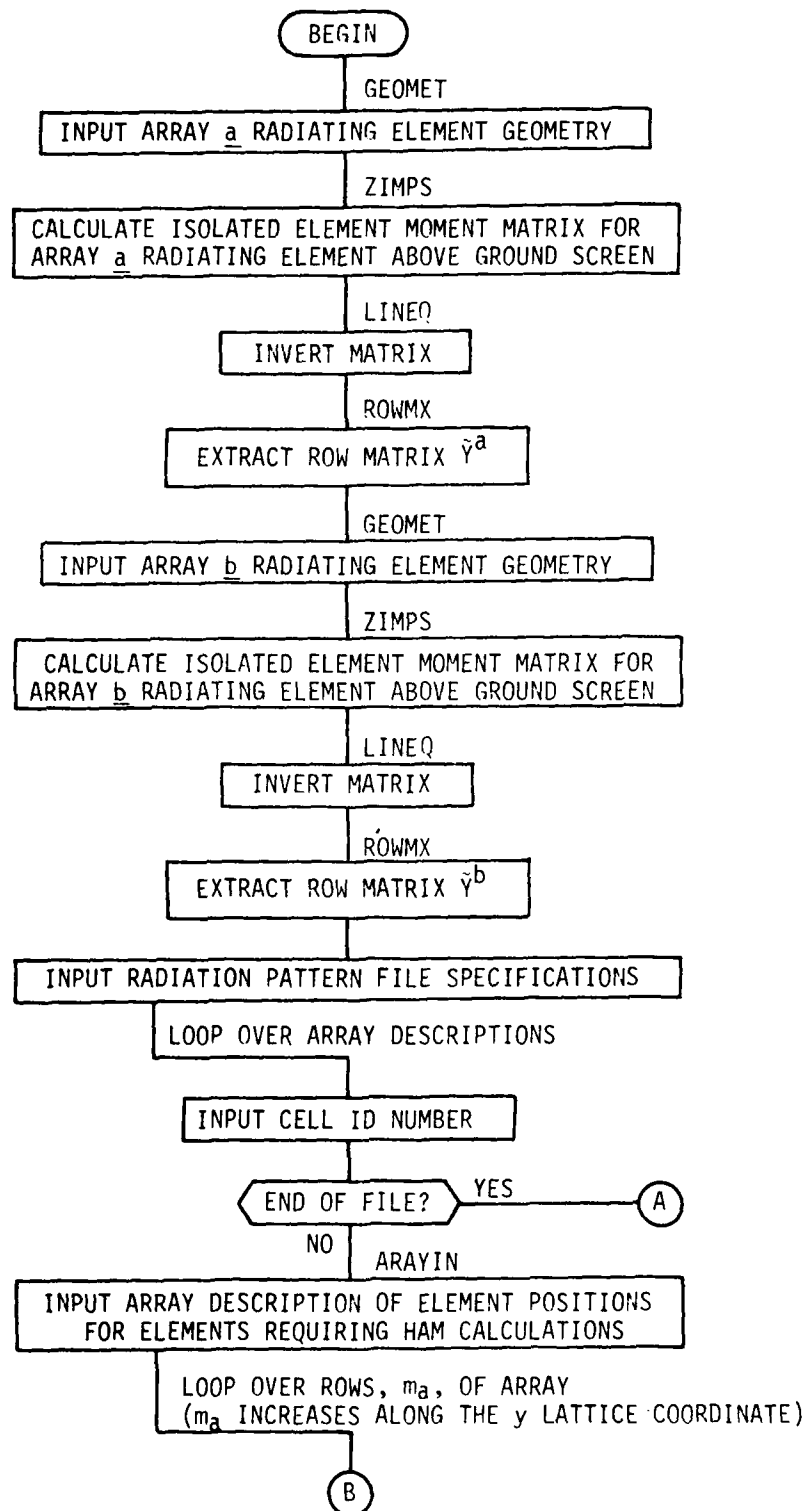 BEGIN
GEOMET
INPUT ARRAY a RADIATING ELEMENT GEOMETRY
ZIMPS
CALCULATE ISOLATED ELEMENT MOMENT MATRIX FOR
ARRAY a RADIATING ELEMENT ABOVE GROUND SCREEN
LINEQ
INVERT MATRIX
ROWMX
EXTRACT ROW MATRIX Ỹᵃ
GEOMET
INPUT ARRAY b RADIATING ELEMENT GEOMETRY
ZIMPS
CALCULATE ISOLATED ELEMENT MOMENT MATRIX FOR
ARRAY b RADIATING ELEMENT ABOVE GROUND SCREEN
LINEQ
INVERT MATRIX
ROWMX
EXTRACT ROW MATRIX Ỹᵇ
INPUT RADIATION PATTERN FILE SPECIFICATIONS
LOOP OVER ARRAY DESCRIPTIONS
INPUT CELL ID NUMBER
END OF FILE?
YES
A
NO
ARAYIN
INPUT ARRAY DESCRIPTION OF ELEMENT POSITIONS
FOR ELEMENTS REQUIRING HAM CALCULATIONS
LOOP OVER ROWS, mₐ, OF ARRAY
(mₐ INCREASES ALONG THE y LATTICE COORDINATE)
B